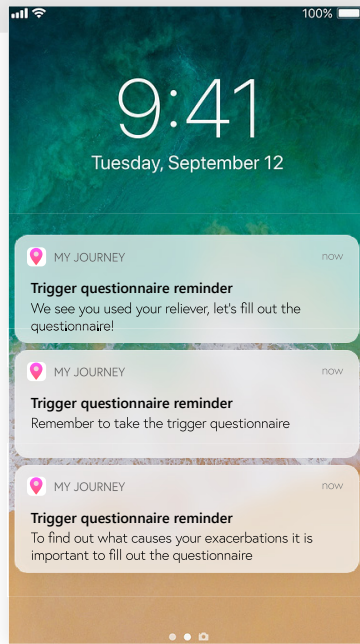 100%
9:41
Tuesday, September 12
MY JOURNEY now
Trigger questionnaire reminder
We see you used your reliever, let's fill out the
questionnaire!
MY JOURNEY now
Trigger questionnaire reminder
Remember to take the trigger questionnaire
MY JOURNEY now
Trigger questionnaire reminder
To find out what causes your exacerbations it is
important to fill out the questionnaire